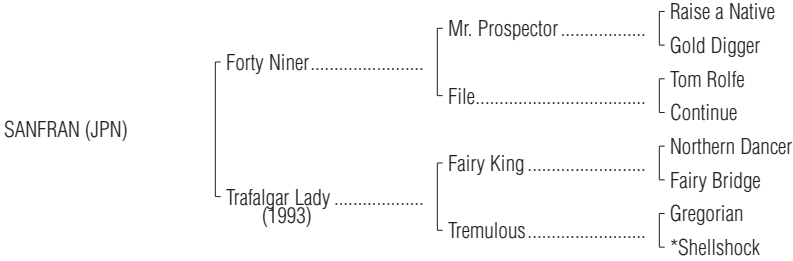 Raise a Native
Mr. Prospector...................
Gold Digger
Forty Niner.........................
Tom Rolfe
File......................................
Continue
SANFRAN (JPN)
Northern Dancer
Fairy King ...........................
Fairy Bridge
Trafalgar Lady ....................
(1993)
Gregorian
Tremulous...........................
*Shellshock